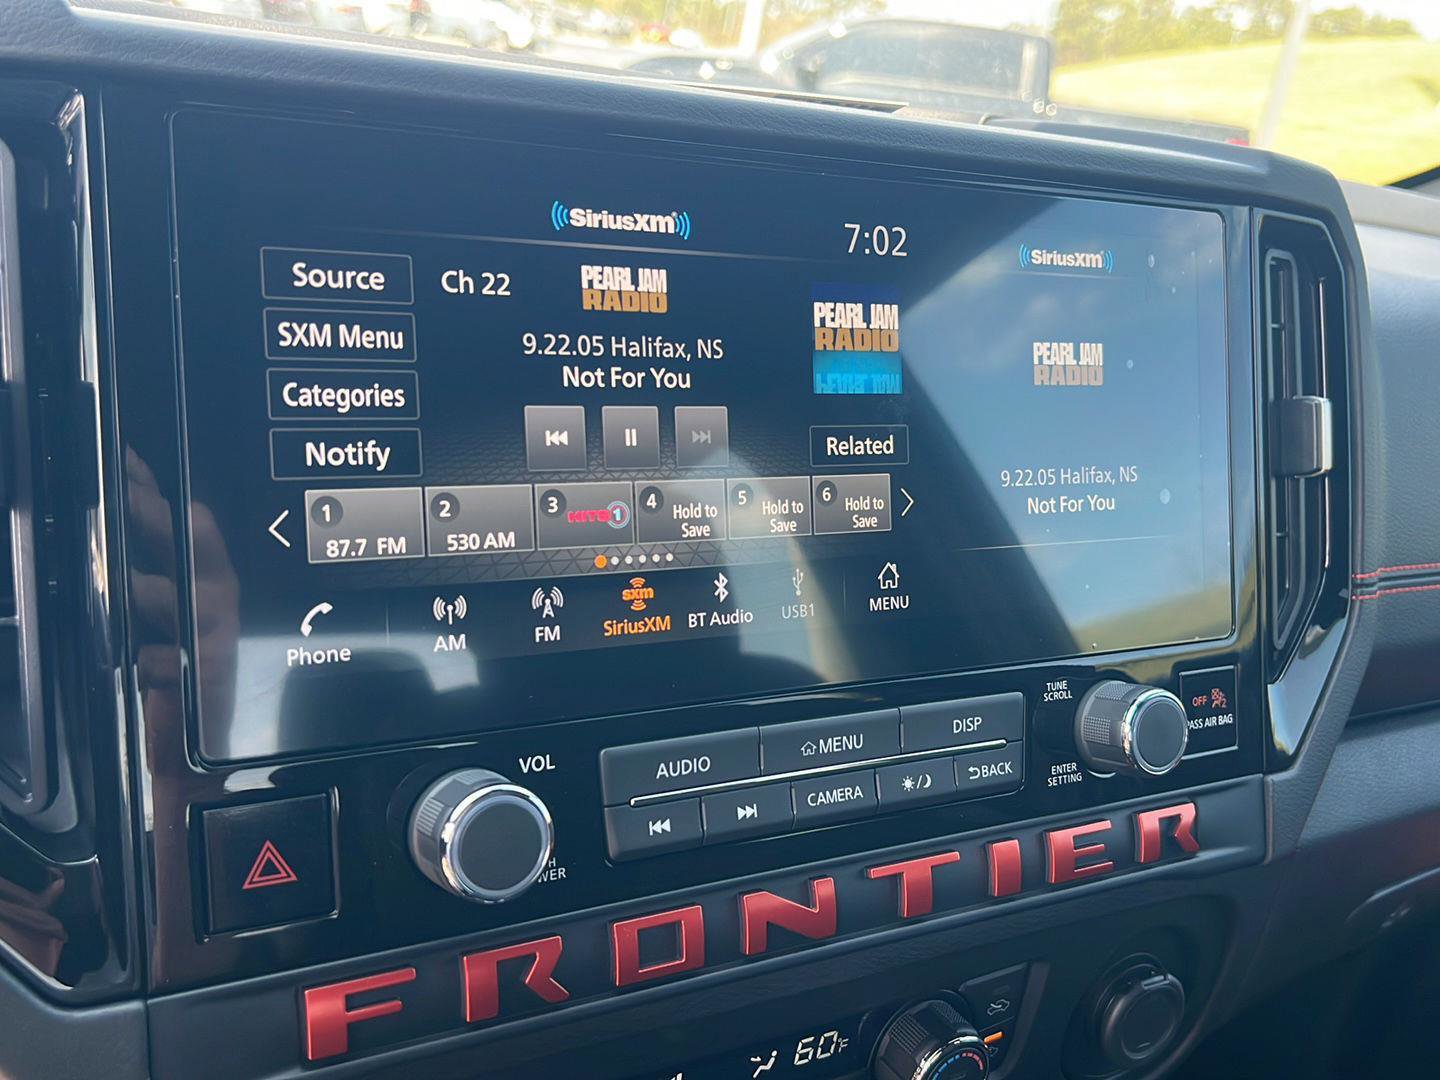 SiriusXM
7:02
SiriusXM
Source
Ch 22
PEARL JAM
RADIO
PEARL JAM
RADIO
PEARL JAM
RADIO
SXM Menu
9.22.05 Halifax, NS
Not For You
Categories
Notify
Related
9.22.05 Halifax, NS
Not For You
1
87.7 FM
2
530 AM
3
HITS1
4
Hold to
Save
5
Hold to
Save
6
Hold to
Save
Phone
AM
FM
sxm
SiriusXM
BT Audio
USB1
MENU
VOL
AUDIO
MENU
DISP
CAMERA
BACK
TUNE
SCROLL
ENTER
SETTING
OFF
2
PASS AIR BAG
FRONTIER
60°F